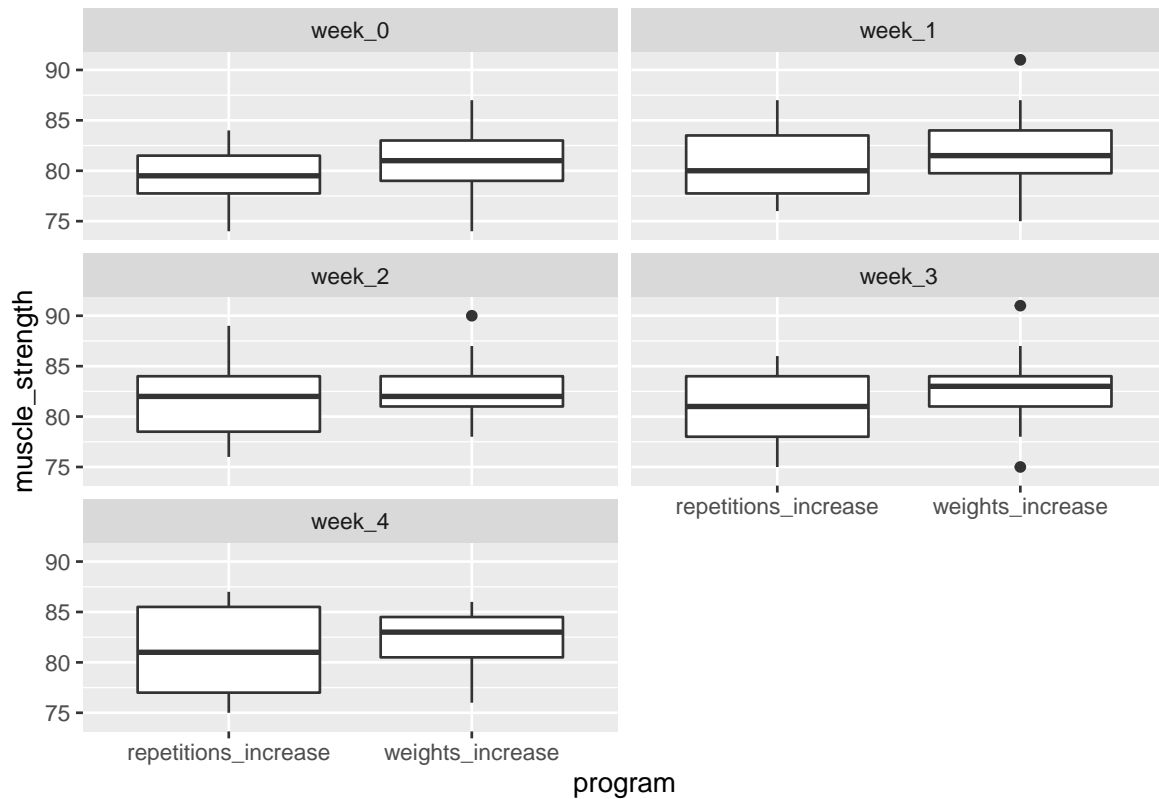 week_0
week_1
90
85
80
75
week_2
week_3
90
85
80
75
repetitions_increase
weights_increase
week_4
90
85
80
75
repetitions_increase
weights_increase
muscle_strength
program